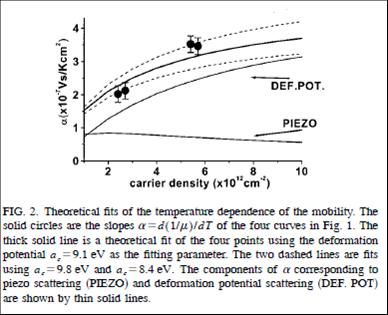 4
3
2
1
0
α(x10⁻⁷Vs/Kcm²)
DEF.POT.
PIEZO
2 4 6 8 10
carrier density (x10¹²cm⁻²)
FIG. 2. Theoretical fits of the temperature dependence of the mobility. The
solid circles are the slopes α=d(1/μ)/dT of the four curves in Fig. 1. The
thick solid line is a theoretical fit of the four points using the deformation
potential ac=9.1 eV as the fitting parameter. The two dashed lines are fits
using ac=9.8 eV and ac=8.4 eV. The components of α corresponding to
piezo scattering (PIEZO) and deformation potential scattering (DEF. POT)
are shown by thin solid lines.